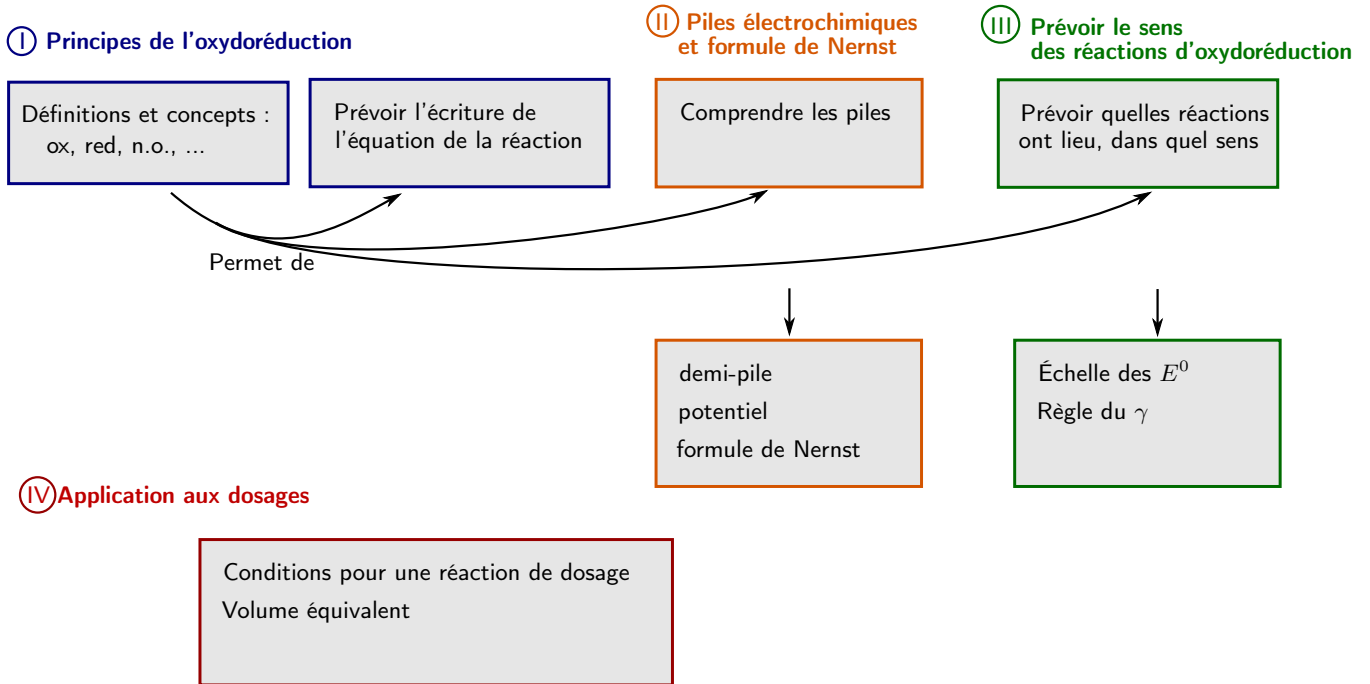 I Principes de l'oxydoréduction
Définitions et concepts :
ox, red, n.o., ...
Prévoir l'écriture de
l'équation de la réaction
Permet de
II Piles électrochimiques
et formule de Nernst
Comprendre les piles
demi-pile
potentiel
formule de Nernst
III Prévoir le sens
des réactions d'oxydoréduction
Prévoir quelles réactions
ont lieu, dans quel sens
Échelle des E⁰
Règle du γ
IV Application aux dosages
Conditions pour une réaction de dosage
Volume équivalent